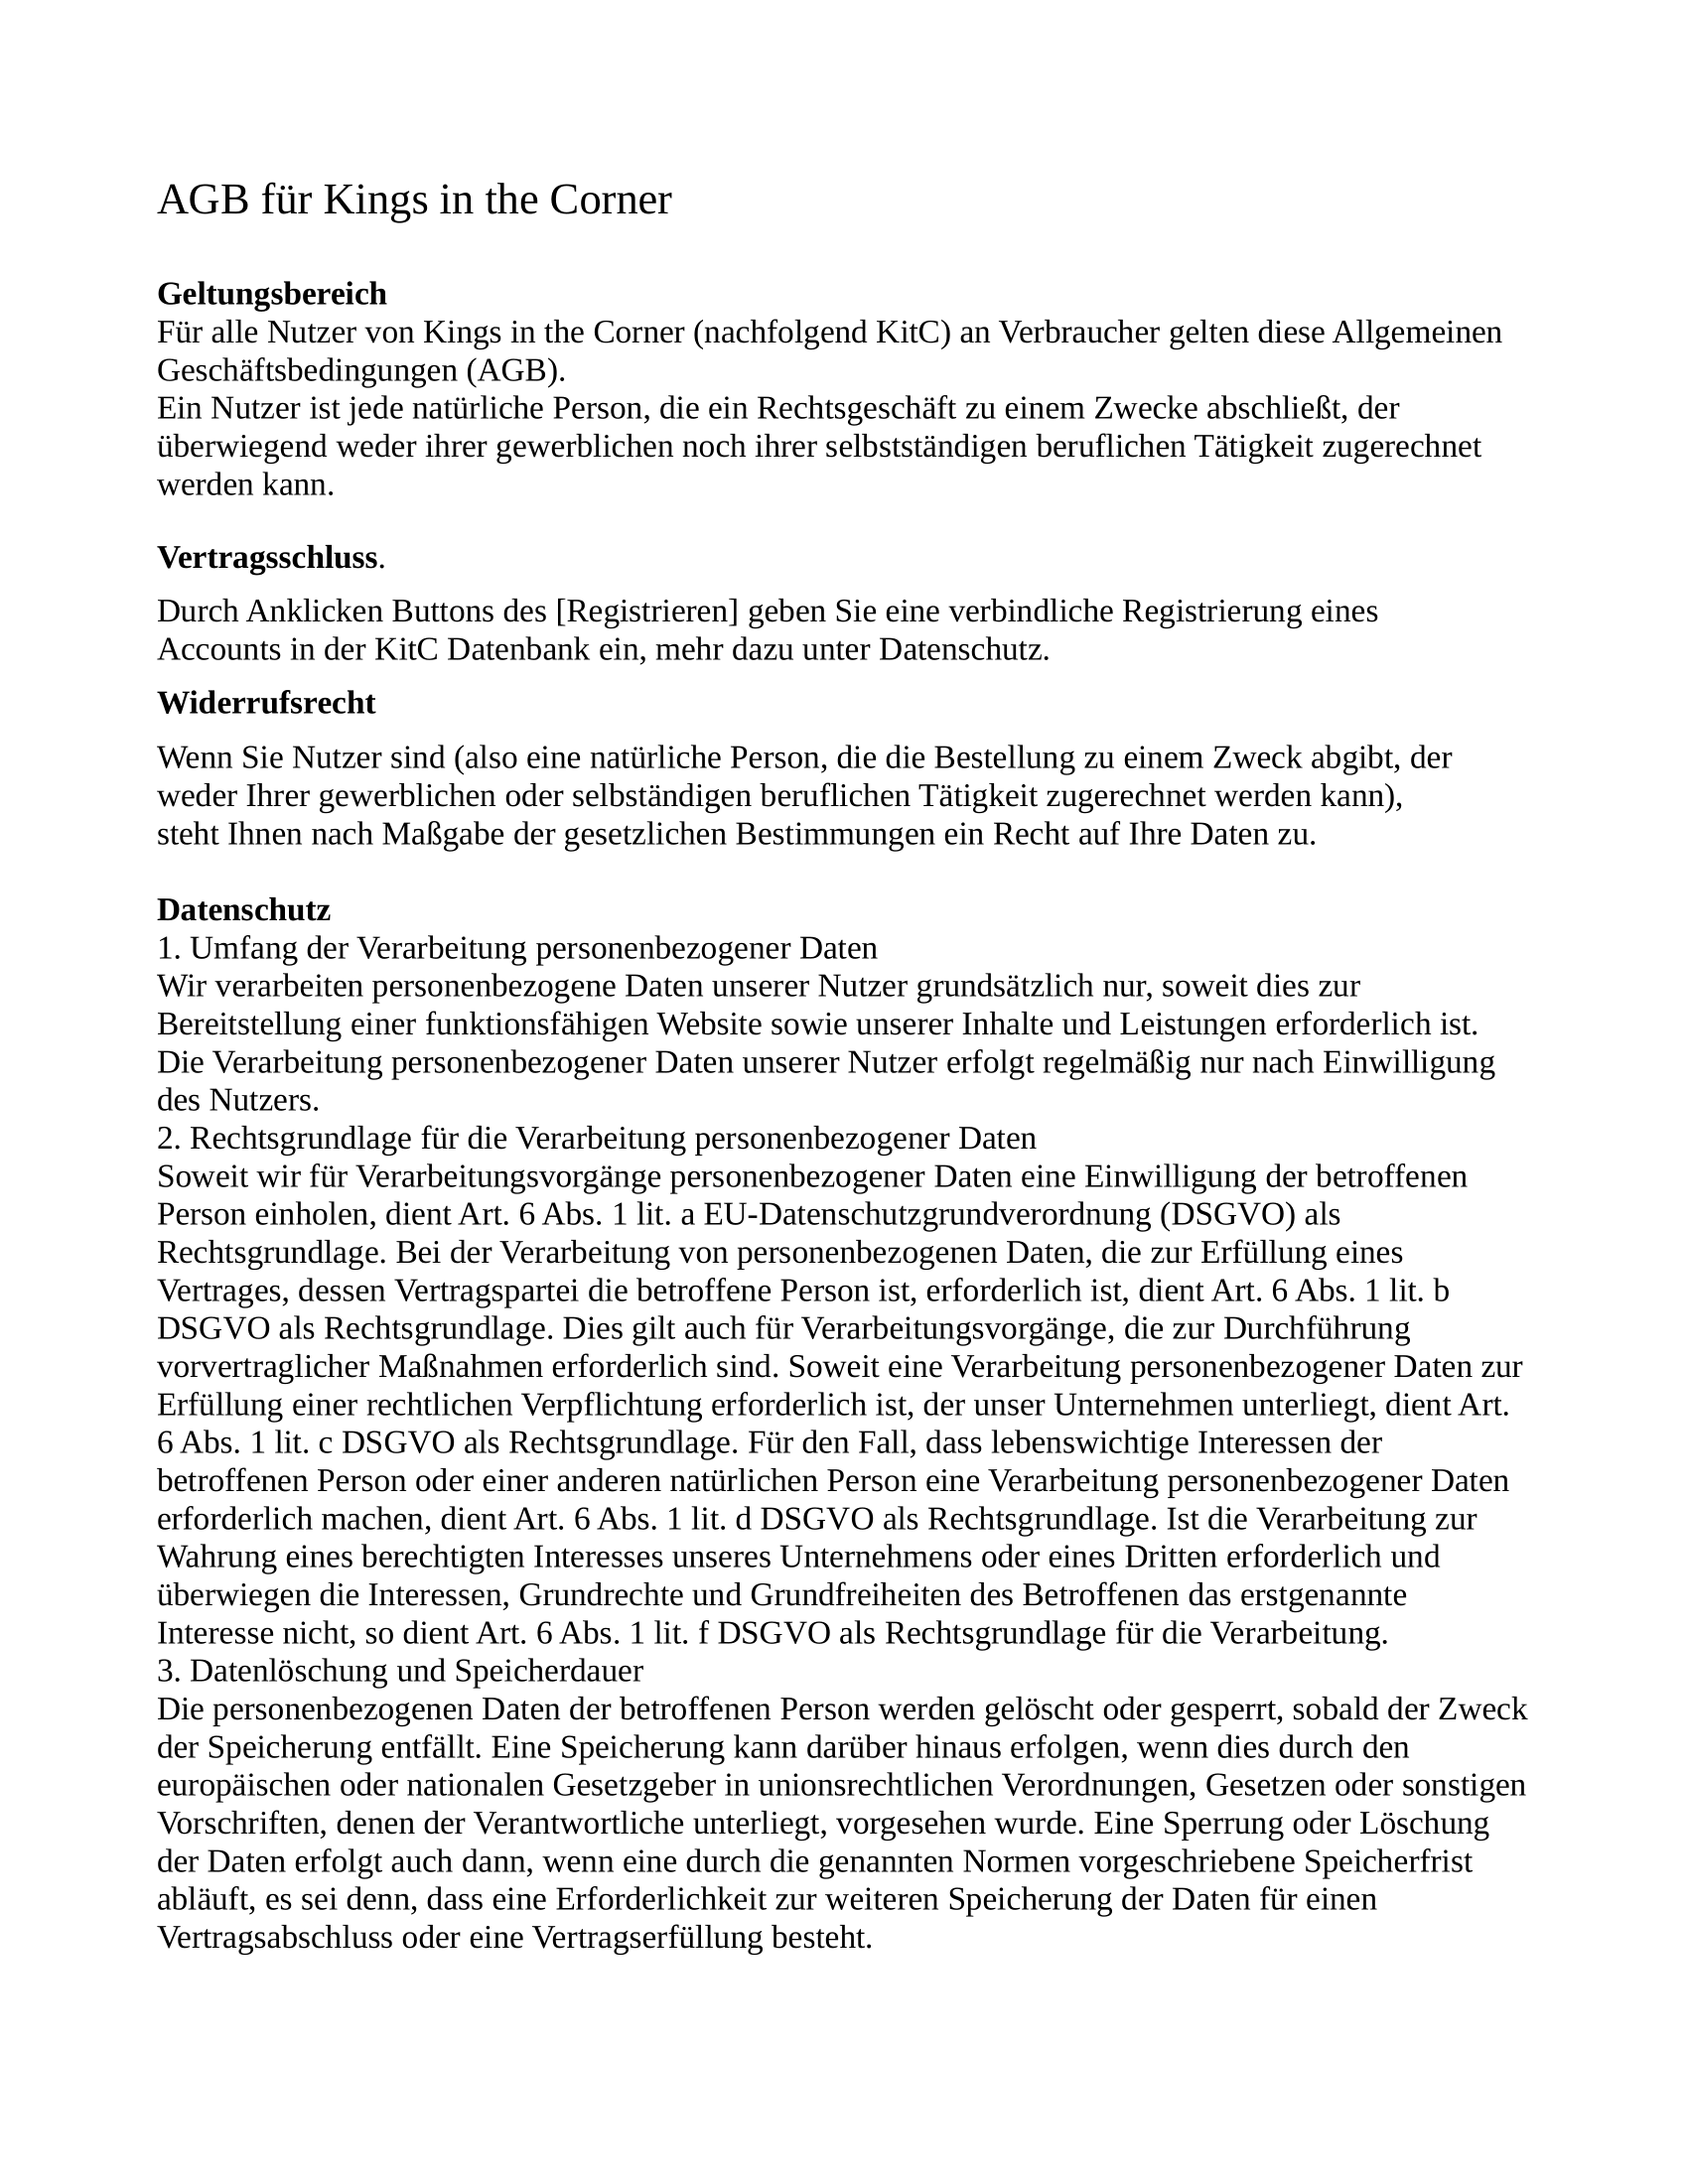 AGB für Kings in the Corner
Geltungsbereich
Für alle Nutzer von Kings in the Corner (nachfolgend KitC) an Verbraucher gelten diese Allgemeinen
Geschäftsbedingungen (AGB).
Ein Nutzer ist jede natürliche Person, die ein Rechtsgeschäft zu einem Zwecke abschließt, der
überwiegend weder ihrer gewerblichen noch ihrer selbstständigen beruflichen Tätigkeit zugerechnet
werden kann.
Vertragsschluss.
Durch Anklicken Buttons des [Registrieren] geben Sie eine verbindliche Registrierung eines
Accounts in der KitC Datenbank ein, mehr dazu unter Datenschutz.
Widerrufsrecht
Wenn Sie Nutzer sind (also eine natürliche Person, die die Bestellung zu einem Zweck abgibt, der
weder Ihrer gewerblichen oder selbständigen beruflichen Tätigkeit zugerechnet werden kann),
steht Ihnen nach Maßgabe der gesetzlichen Bestimmungen ein Recht auf Ihre Daten zu.
Datenschutz
1. Umfang der Verarbeitung personenbezogener Daten
Wir verarbeiten personenbezogene Daten unserer Nutzer grundsätzlich nur, soweit dies zur
Bereitstellung einer funktionsfähigen Website sowie unserer Inhalte und Leistungen erforderlich ist.
Die Verarbeitung personenbezogener Daten unserer Nutzer erfolgt regelmäßig nur nach Einwilligung
des Nutzers.
2. Rechtsgrundlage für die Verarbeitung personenbezogener Daten
Soweit wir für Verarbeitungsvorgänge personenbezogener Daten eine Einwilligung der betroffenen
Person einholen, dient Art. 6 Abs. 1 lit. a EU-Datenschutzgrundverordnung (DSGVO) als
Rechtsgrundlage. Bei der Verarbeitung von personenbezogenen Daten, die zur Erfüllung eines
Vertrages, dessen Vertragspartei die betroffene Person ist, erforderlich ist, dient Art. 6 Abs. 1 lit. b
DSGVO als Rechtsgrundlage. Dies gilt auch für Verarbeitungsvorgänge, die zur Durchführung
vorvertraglicher Maßnahmen erforderlich sind. Soweit eine Verarbeitung personenbezogener Daten zur
Erfüllung einer rechtlichen Verpflichtung erforderlich ist, der unser Unternehmen unterliegt, dient Art.
6 Abs. 1 lit. c DSGVO als Rechtsgrundlage. Für den Fall, dass lebenswichtige Interessen der
betroffenen Person oder einer anderen natürlichen Person eine Verarbeitung personenbezogener Daten
erforderlich machen, dient Art. 6 Abs. 1 lit. d DSGVO als Rechtsgrundlage. Ist die Verarbeitung zur
Wahrung eines berechtigten Interesses unseres Unternehmens oder eines Dritten erforderlich und
überwiegen die Interessen, Grundrechte und Grundfreiheiten des Betroffenen das erstgenannte
Interesse nicht, so dient Art. 6 Abs. 1 lit. f DSGVO als Rechtsgrundlage für die Verarbeitung.
3. Datenlöschung und Speicherdauer
Die personenbezogenen Daten der betroffenen Person werden gelöscht oder gesperrt, sobald der Zweck
der Speicherung entfällt. Eine Speicherung kann darüber hinaus erfolgen, wenn dies durch den
europäischen oder nationalen Gesetzgeber in unionsrechtlichen Verordnungen, Gesetzen oder sonstigen
Vorschriften, denen der Verantwortliche unterliegt, vorgesehen wurde. Eine Sperrung oder Löschung
der Daten erfolgt auch dann, wenn eine durch die genannten Normen vorgeschriebene Speicherfrist
abläuft, es sei denn, dass eine Erforderlichkeit zur weiteren Speicherung der Daten für einen
Vertragsabschluss oder eine Vertragserfüllung besteht.